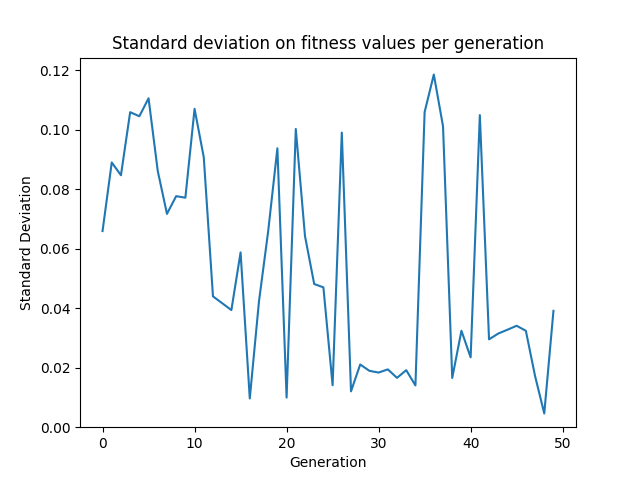 Standard deviation on fitness values per generation
0.12
0.10
0.08
0.06
0.04
0.02
0.00
Standard Deviation
0 10 20 30 40 50
Generation